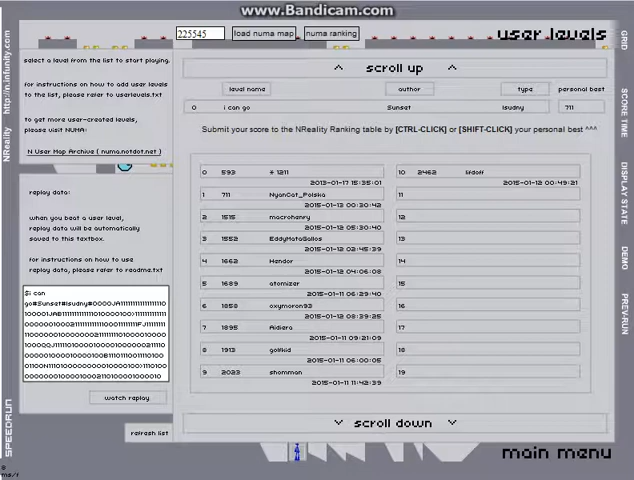 www.Bandicam.com
225545 load numa map numa ranking
user levels
select a level from the list to start playing.
for instructions on how to add user levels
to the list, please refer to userlevels.txt
to get more user-created levels,
please visit NUMA:
N User Map Archive ( numa.notdot.net )
replay data:
when you beat a user level,
replay data will be automatically
saved to this textbox.
for instructions on how to use
replay data, please refer to readme.txt
$i can
watch replay
refresh list
scroll up
level name author type personal best
0 i can go Sunset lsudny 711
Submit your score to the NReality Ranking table by [CTRL-CLICK] or [SHIFT-CLICK] your personal best ^^^
0 593 * 1211
2013-01-17 15:35:01
1 711 NyanCat_Polska
2015-01-13 00:30:42
2 1515 macrohenry
2015-01-12 05:30:40
3 1552 EddyMataGallos
2015-01-12 02:45:39
4 1662 Hendor
2015-01-12 04:06:08
5 1689 atomizer
2015-01-11 06:29:40
6 1858 oxymoron93
2015-01-12 08:39:25
7 1895 Aidiera
2015-01-11 09:21:09
8 1913 golfkid
2015-01-11 06:00:05
9 2023 shomman
2015-01-11 11:42:39
10 2462 lifdoff
2015-01-12 00:49:21
11
12
13
14
15
16
17
18
19
scroll down
main menu
NReality http://n.infunity.com
SPEEDRUN
GRID
SCORE TIME
DISPLAY STATE
DEMO
PREV-RUN